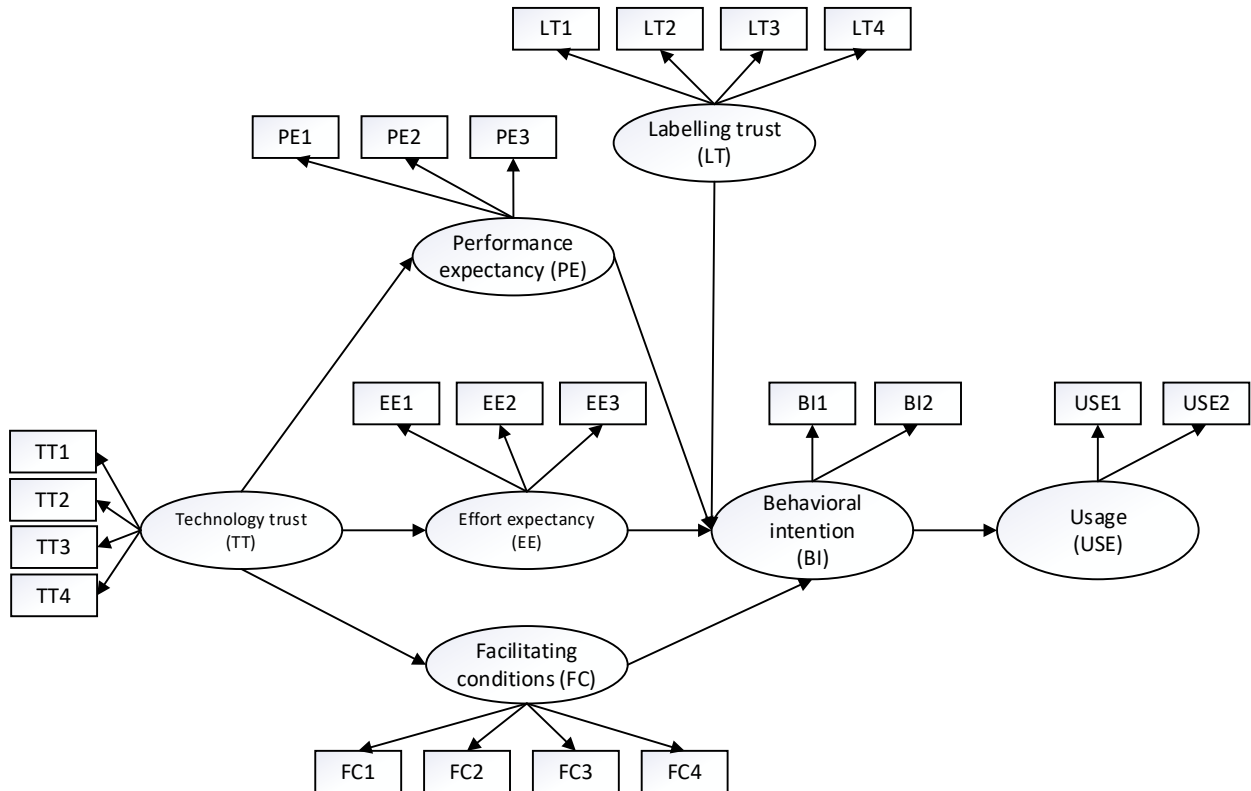 LT1
LT2
LT3
LT4
Labelling trust
(LT)
PE1
PE2
PE3
Performance
expectancy (PE)
EE1
EE2
EE3
BI1
BI2
USE1
USE2
TT1
TT2
TT3
TT4
Technology trust
(TT)
Effort expectancy
(EE)
Behavioral
intention
(BI)
Usage
(USE)
Facilitating
conditions (FC)
FC1
FC2
FC3
FC4